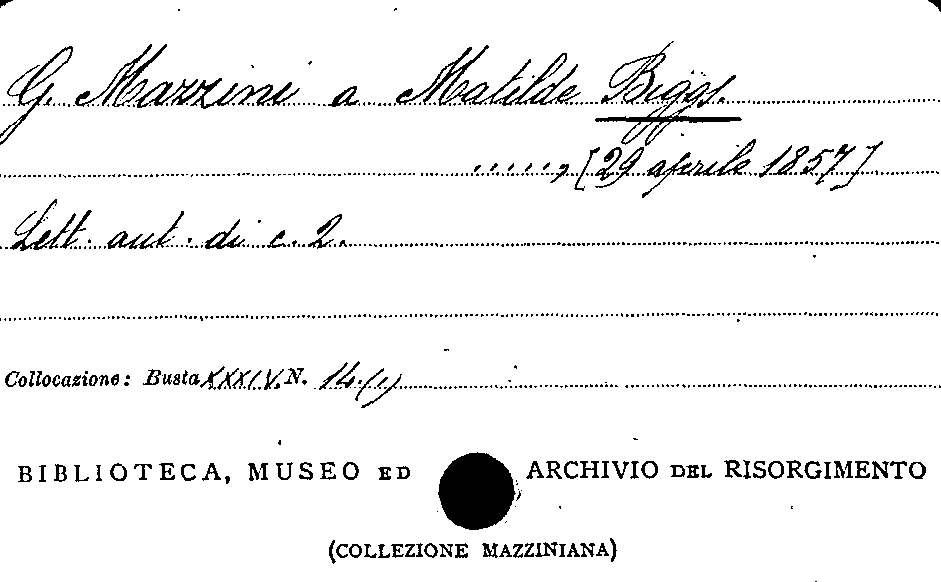 G. Mazzini a Matilde Biggs.
....., [29 aprile 1857]
Lett. aut. di c. 2.
Collocazione: Busta XXXIV. N. 14.(1)
BIBLIOTECA, MUSEO ED ARCHIVIO DEL RISORGIMENTO
(COLLEZIONE MAZZINIANA)